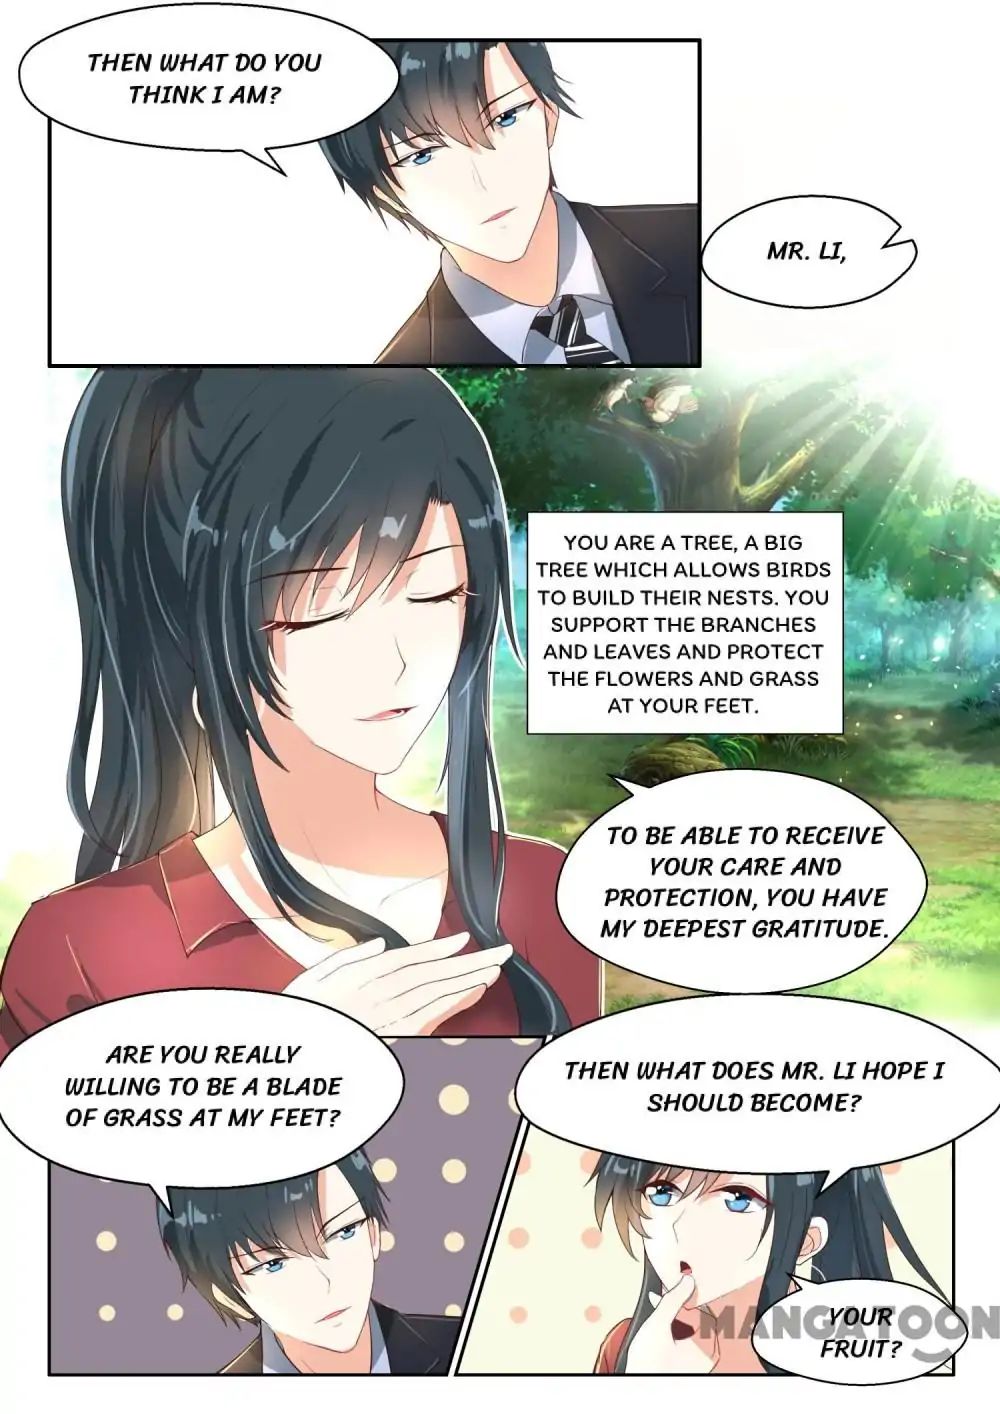 THEN WHAT DO YOU
THINK I AM?
MR. LI,
YOU ARE A TREE, A BIG
TREE WHICH ALLOWS BIRDS
TO BUILD THEIR NESTS. YOU
SUPPORT THE BRANCHES
AND LEAVES AND PROTECT
THE FLOWERS AND GRASS
AT YOUR FEET.
TO BE ABLE TO RECEIVE
YOUR CARE AND
PROTECTION, YOU HAVE
MY DEEPEST GRATITUDE.
ARE YOU REALLY
WILLING TO BE A BLADE
OF GRASS AT MY FEET?
THEN WHAT DOES MR. LI HOPE I
SHOULD BECOME?
YOUR
FRUIT?
MANGATOON